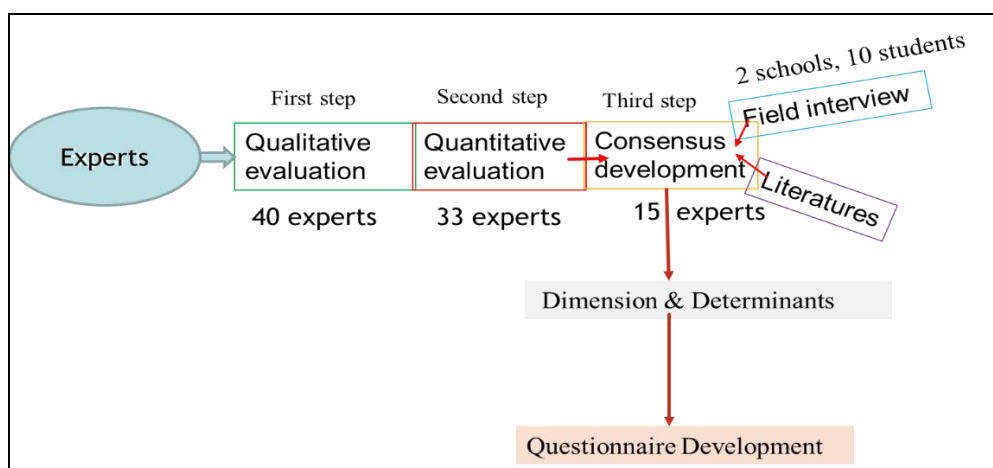 2 schools, 10 students
First step
Second step
Third step
Field interview
Experts
Qualitative
evaluation
Quantitative
evaluation
Consensus
development
Literatures
40 experts
33 experts
15 experts
Dimension & Determinants
Questionnaire Development